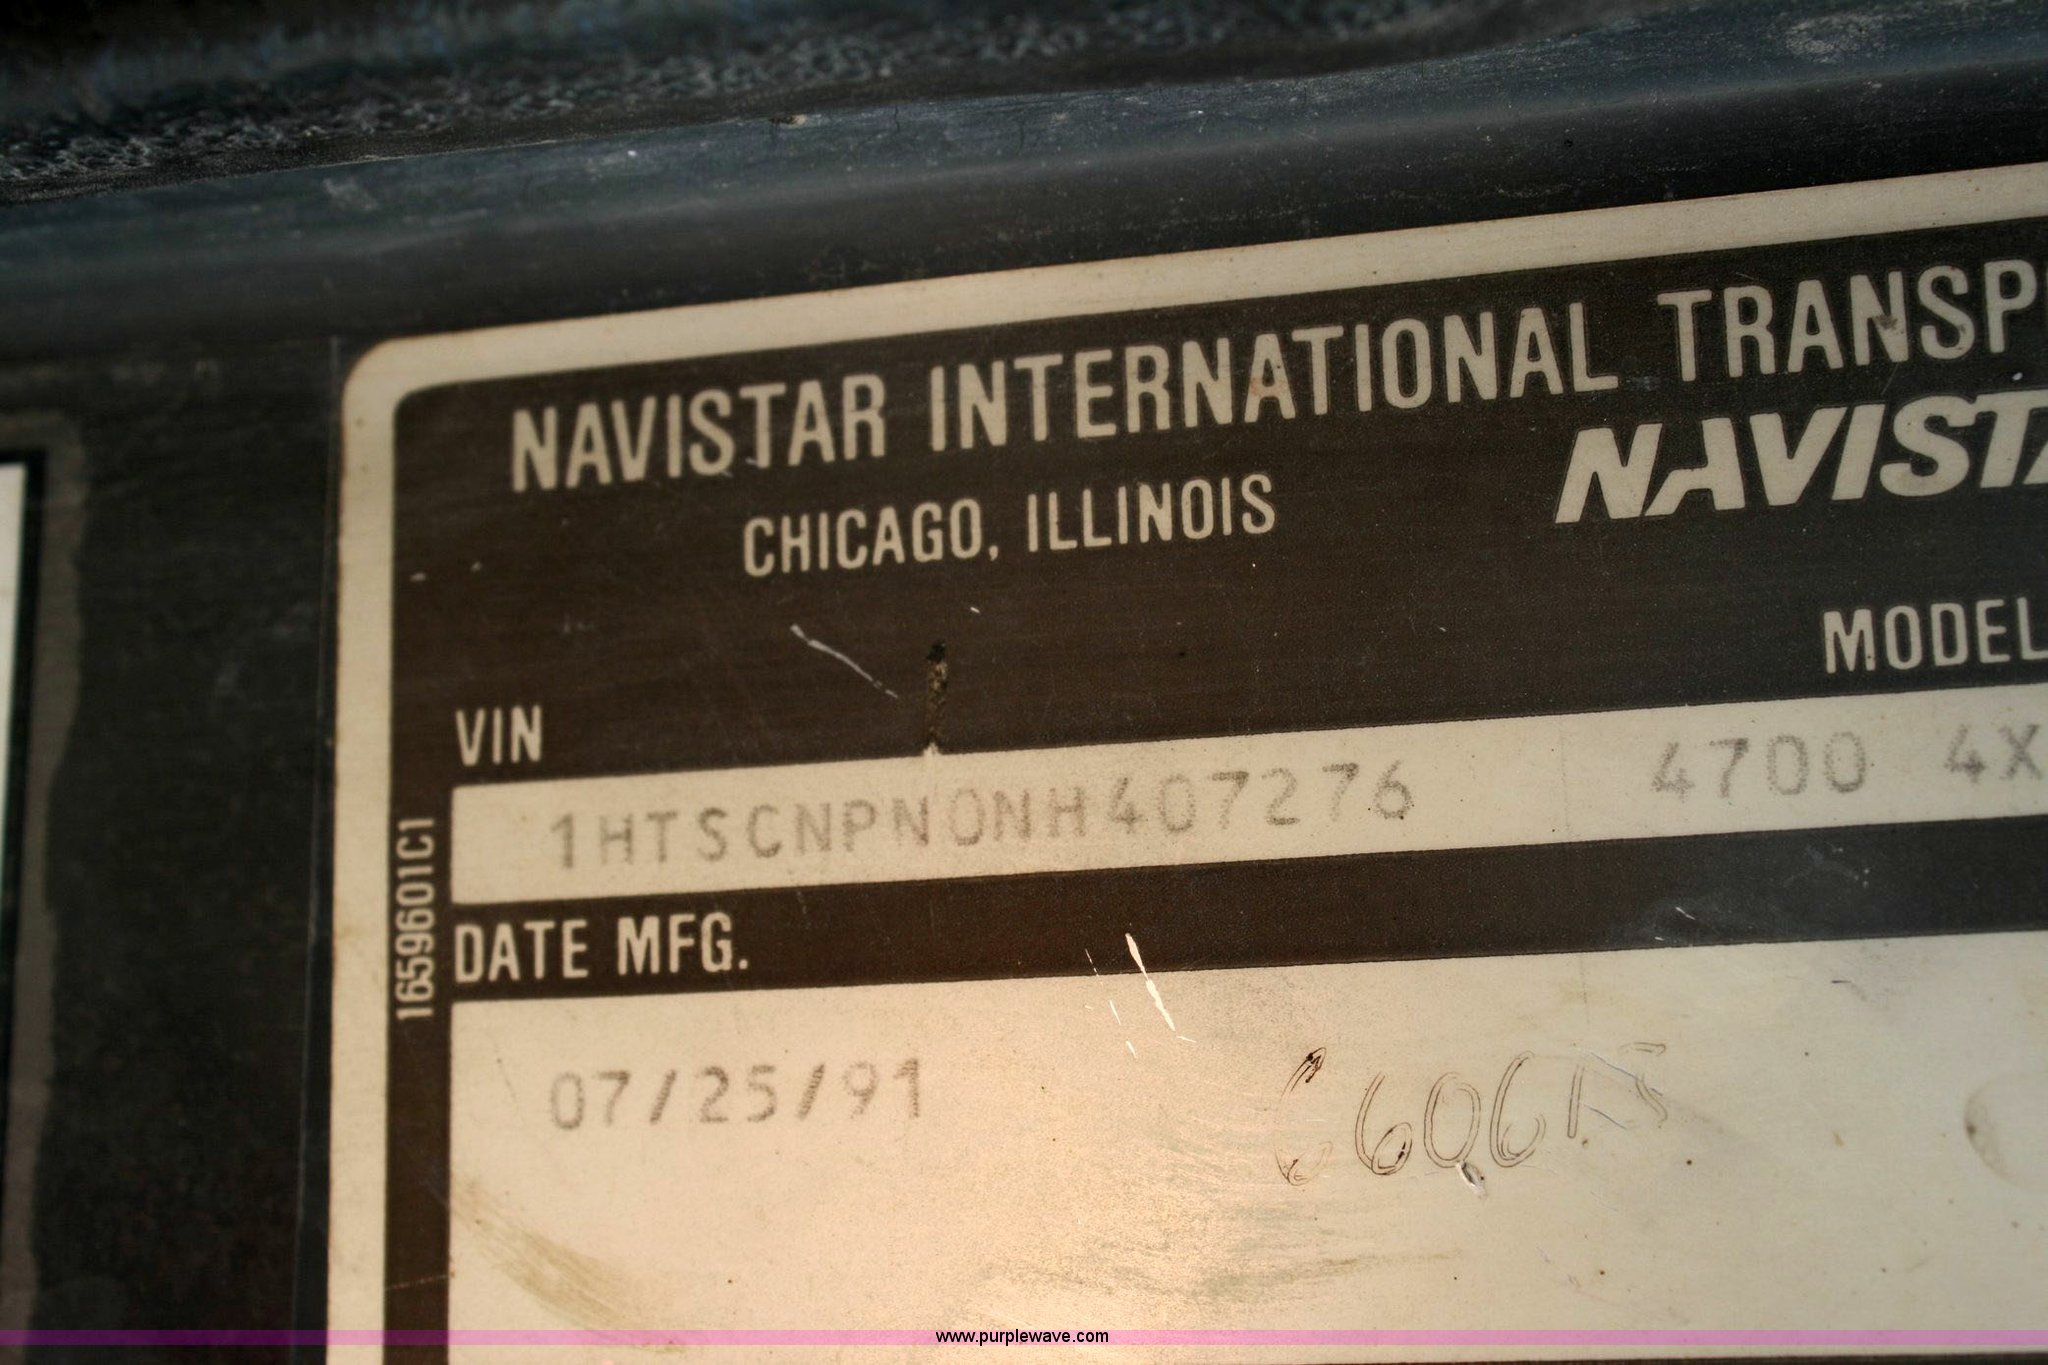 NAVISTAR INTERNATIONAL TRANSP
NAVISTA
CHICAGO, ILLINOIS
MODEL
VIN
1HTSCNPN0NH407276 4700 4X
1659601C1
DATE MFG.
07/25/91
www.purplewave.com